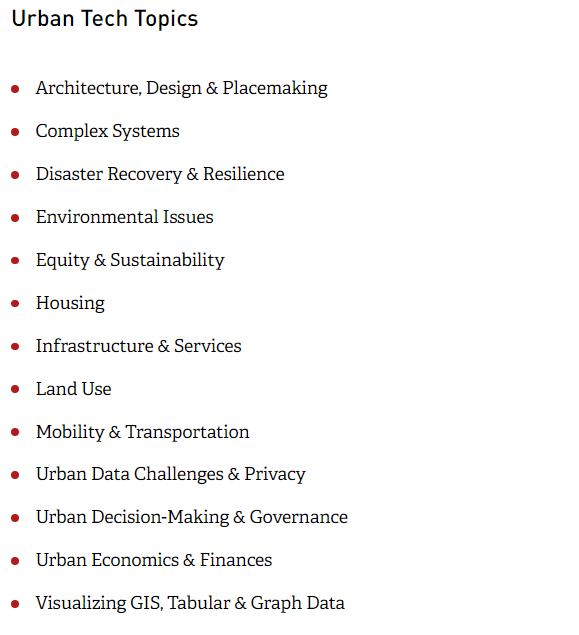 Urban Tech Topics
Architecture, Design & Placemaking
Complex Systems
Disaster Recovery & Resilience
Environmental Issues
Equity & Sustainability
Housing
Infrastructure & Services
Land Use
Mobility & Transportation
Urban Data Challenges & Privacy
Urban Decision-Making & Governance
Urban Economics & Finances
Visualizing GIS, Tabular & Graph Data